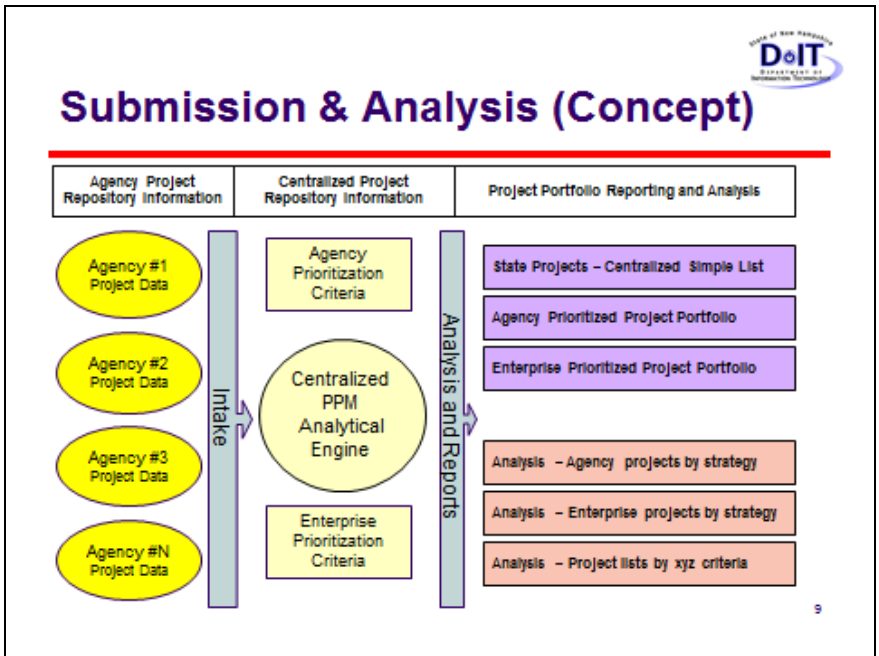 State of New Hampshire
DoIT
DEPARTMENT OF
INFORMATION TECHNOLOGY
Submission & Analysis (Concept)
Agency Project
Repository Information
Centralized Project
Repository Information
Project Portfolio Reporting and Analysis
Agency #1
Project Data
Agency #2
Project Data
Agency #3
Project Data
Agency #N
Project Data
Intake
Agency
Prioritization
Criteria
Centralized
PPM
Analytical
Engine
Enterprise
Prioritization
Criteria
Analysis and Reports
State Projects – Centralized Simple List
Agency Prioritized Project Portfolio
Enterprise Prioritized Project Portfolio
Analysis – Agency projects by strategy
Analysis – Enterprise projects by strategy
Analysis – Project lists by xyz criteria
9